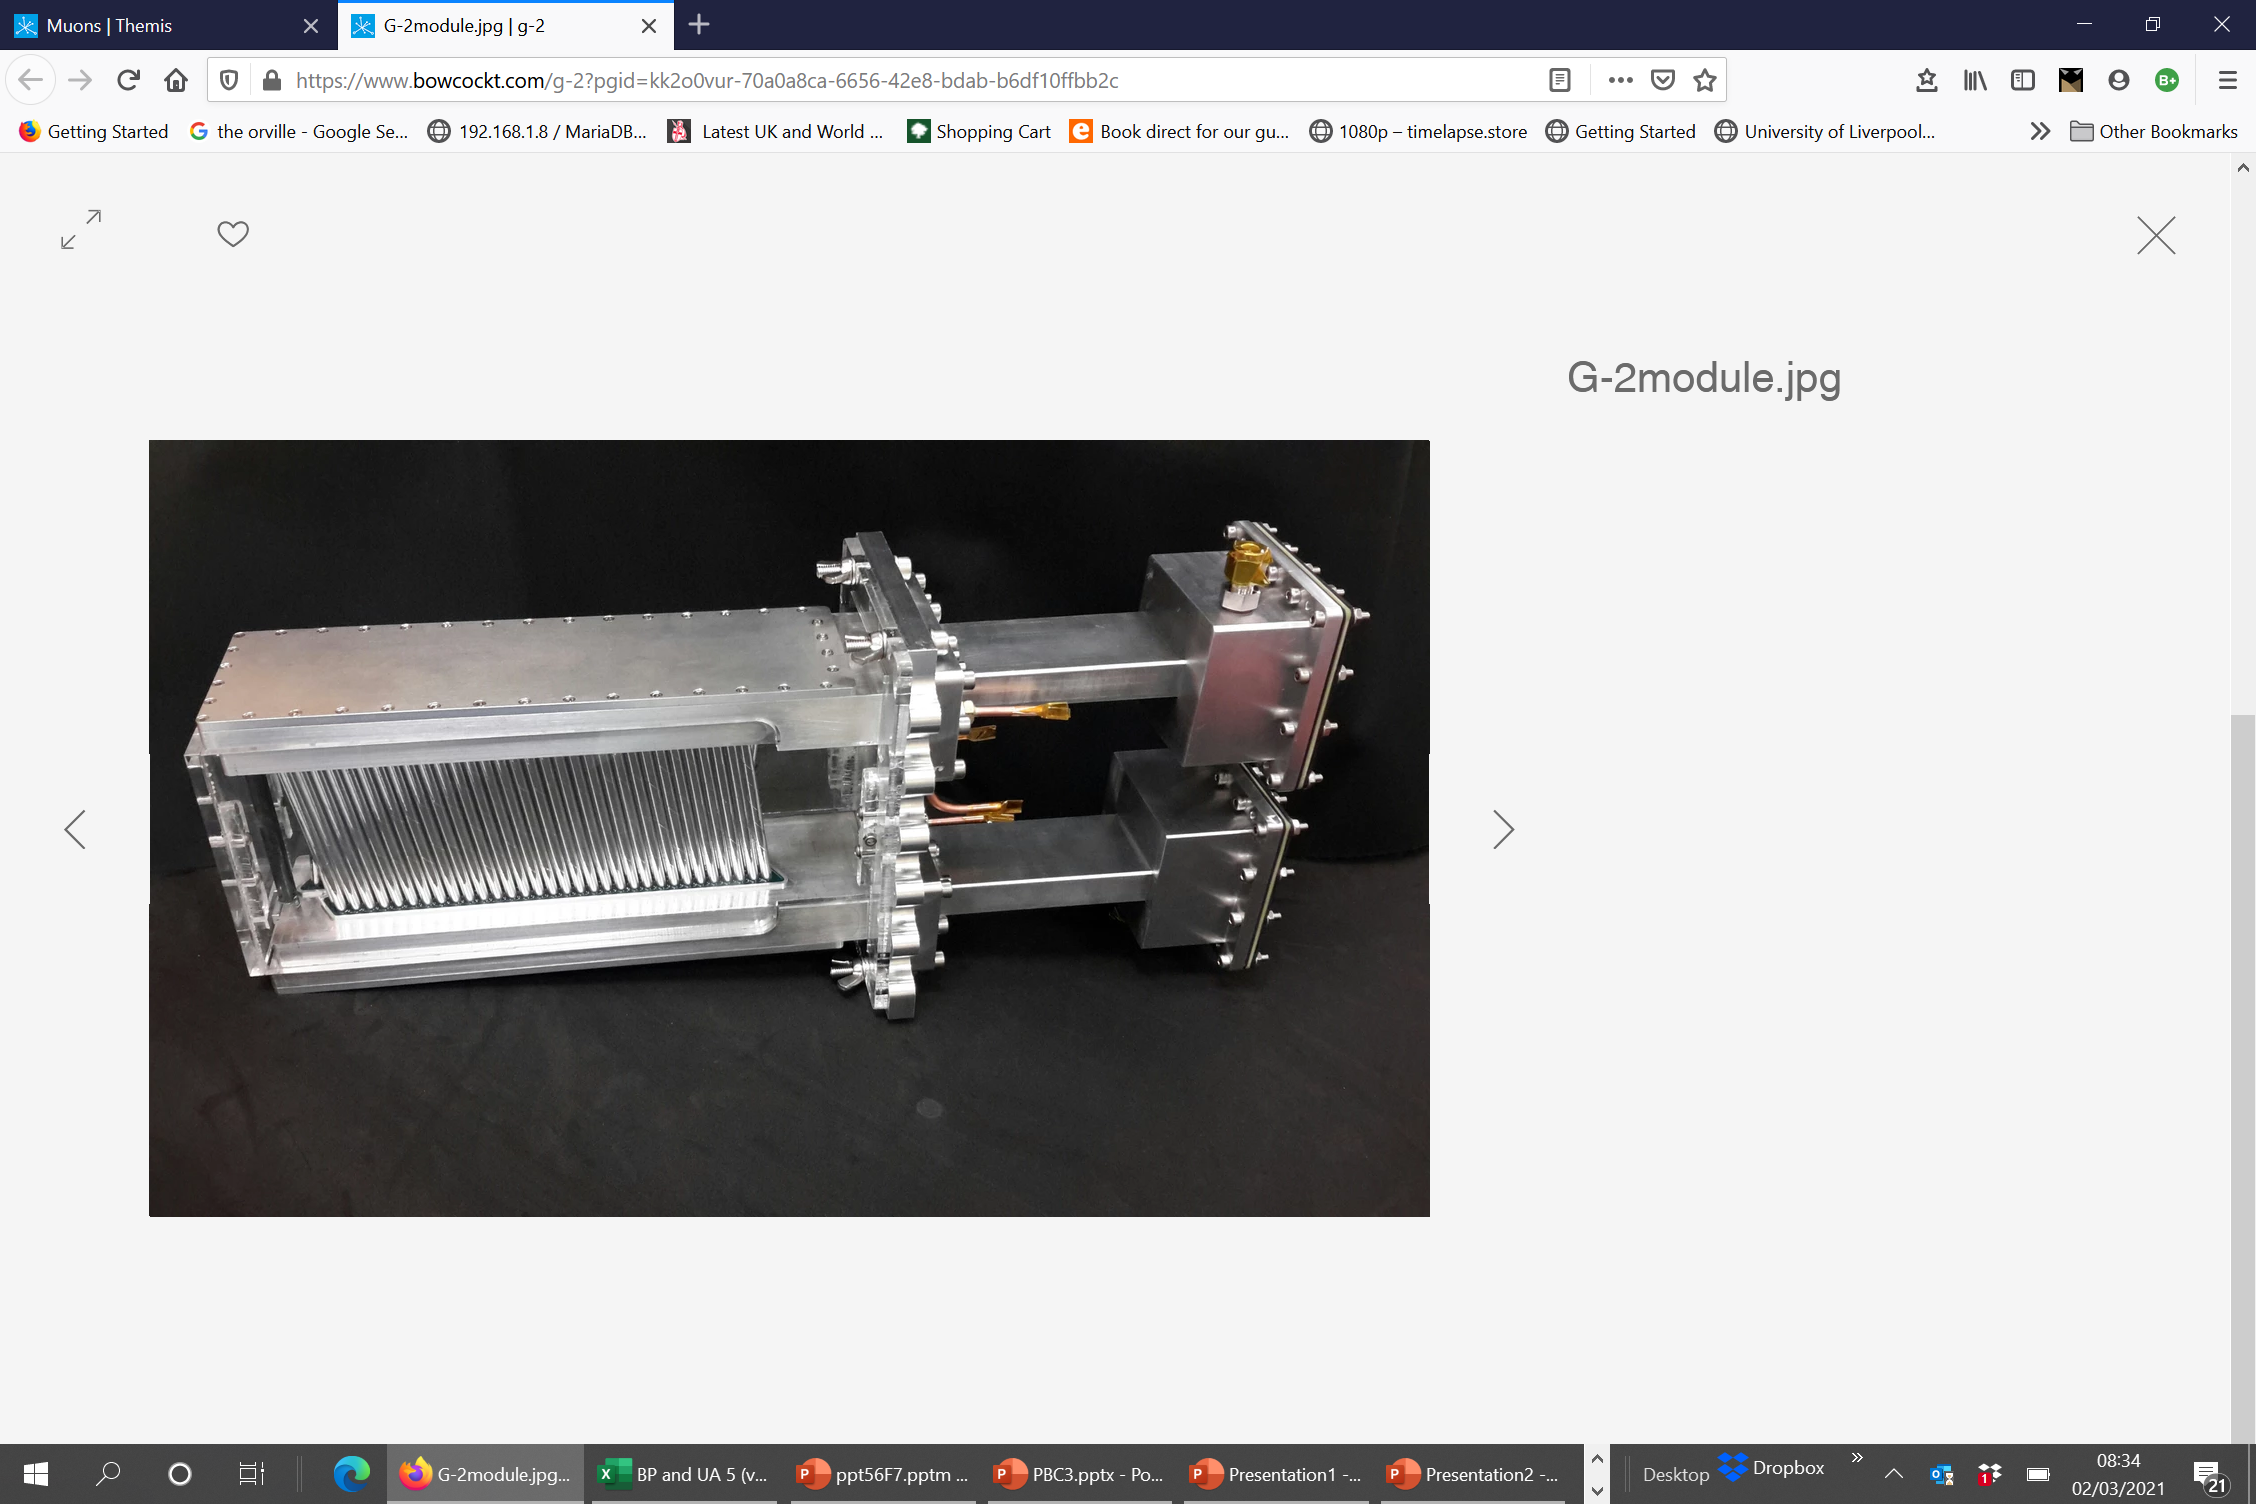 Muons | Themis
G-2module.jpg | g-2
https://www.bowcockt.com/g-2?pgid=kk2o0vur-70a0a8ca-6656-42e8-bdab-b6df10ffbb2c
B+
Getting Started
the orville - Google Se...
192.168.1.8 / MariaDB...
Latest UK and World ...
Shopping Cart
Book direct for our gu...
1080p – timelapse.store
Getting Started
University of Liverpool...
Other Bookmarks
G-2module.jpg
G-2module.jpg...
BP and UA 5 (v...
ppt56F7.pptm ...
PBC3.pptx - Po...
Presentation1 -...
Presentation2 -...
Desktop
Dropbox
1
08:34
02/03/2021
21